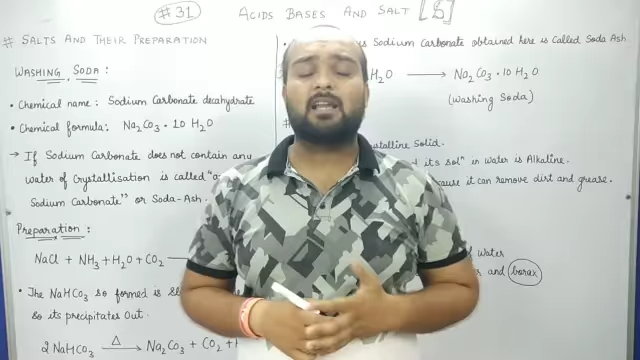 #31 ACIDS BASES AND SALT [5]
# SALTS AND THEIR PREPARATION
WASHING SODA:
• Chemical name: Sodium Carbonate decahydrate
• Chemical formula: Na2CO3 · 10 H2O
→ If Sodium Carbonate does not contain any
water of Crystallisation is called
Sodium Carbonate" or Soda-Ash.
Preparation
NaCl + NH3 + H2O + CO2 →
• The NaHCO3 so formed is
so its precipitates Out.
2 NaHCO3 —Δ→ Na2CO3 + CO2 +
is Sodium Carbonate obtained here is called Soda Ash
H2O → Na2CO3 · 10 H2O
(Washing Soda)
Solid.
its soln in water is Alkaline.
it can remove dirt and grease.
of water
and borax